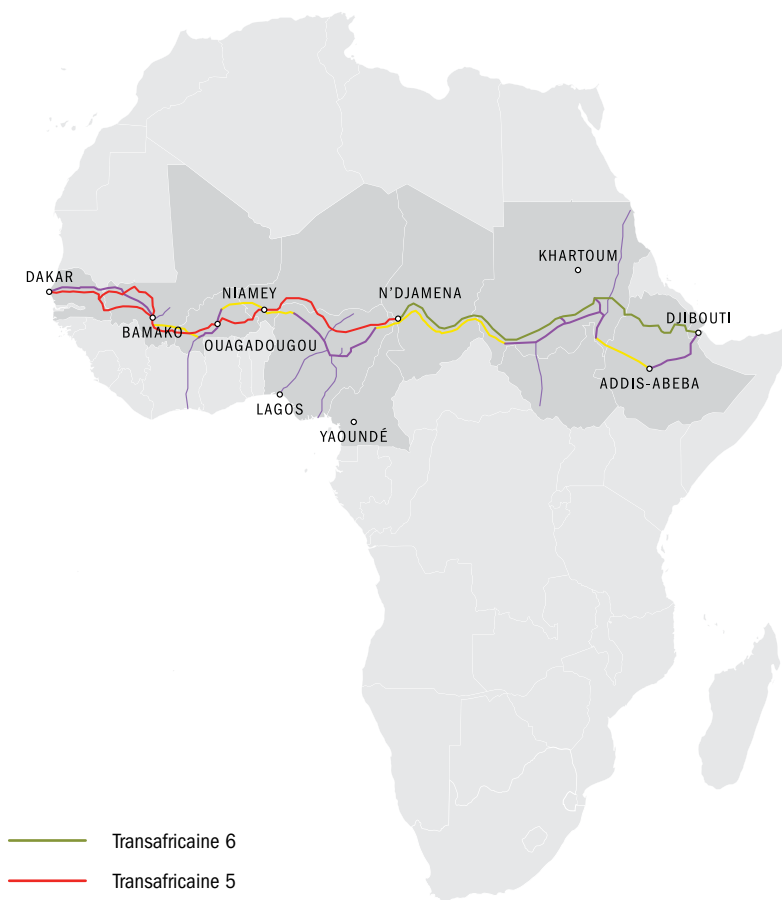 KHARTOUM
DAKAR
NIAMEY
N'DJAMENA
DJIBOUTI
BAMAKO
OUAGADOUGOU
ADDIS-ABEBA
LAGOS
YAOUNDÉ
Transafricaine 6
Transafricaine 5